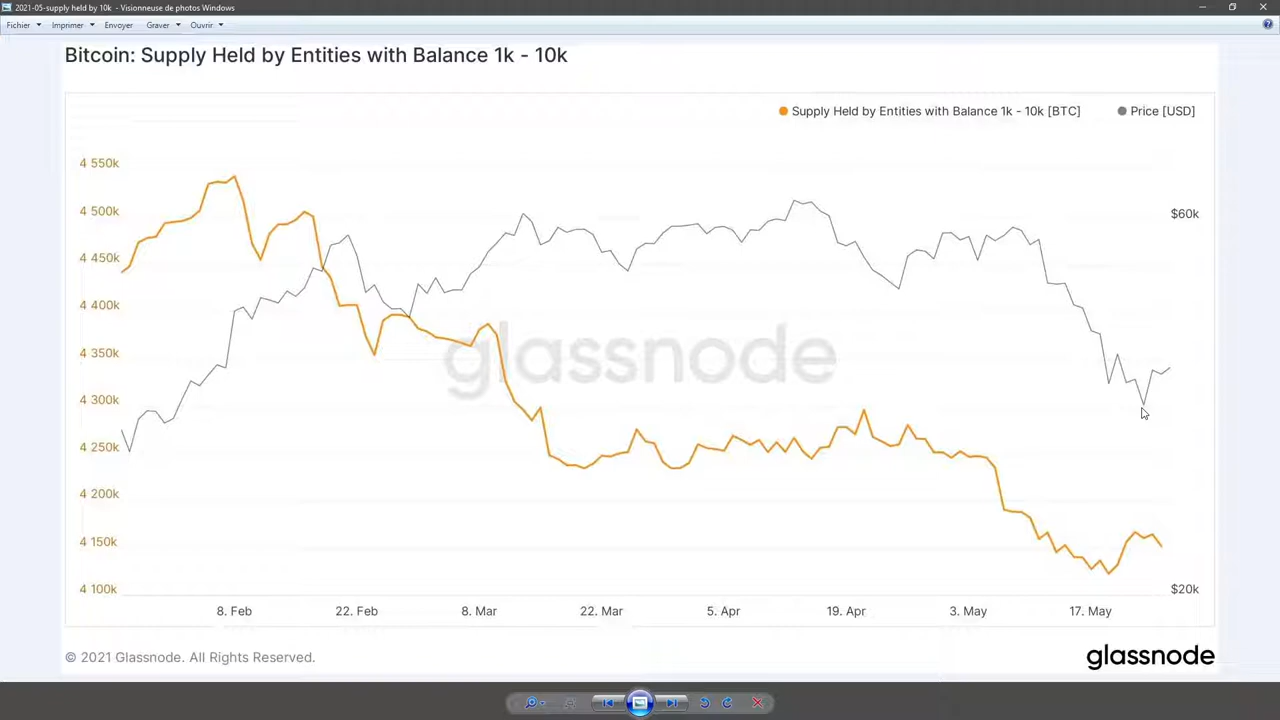 2021-05-supply held by 10k - Visionneuse de photos Windows
Fichier Imprimer Envoyer Graver Ouvrir
Bitcoin: Supply Held by Entities with Balance 1k - 10k
Supply Held by Entities with Balance 1k - 10k [BTC] Price [USD]
4 550k
4 500k $60k
4 450k
4 400k
4 350k
glassnode
4 300k
4 250k
4 200k
4 150k
4 100k $20k
8. Feb 22. Feb 8. Mar 22. Mar 5. Apr 19. Apr 3. May 17. May
© 2021 Glassnode. All Rights Reserved. glassnode